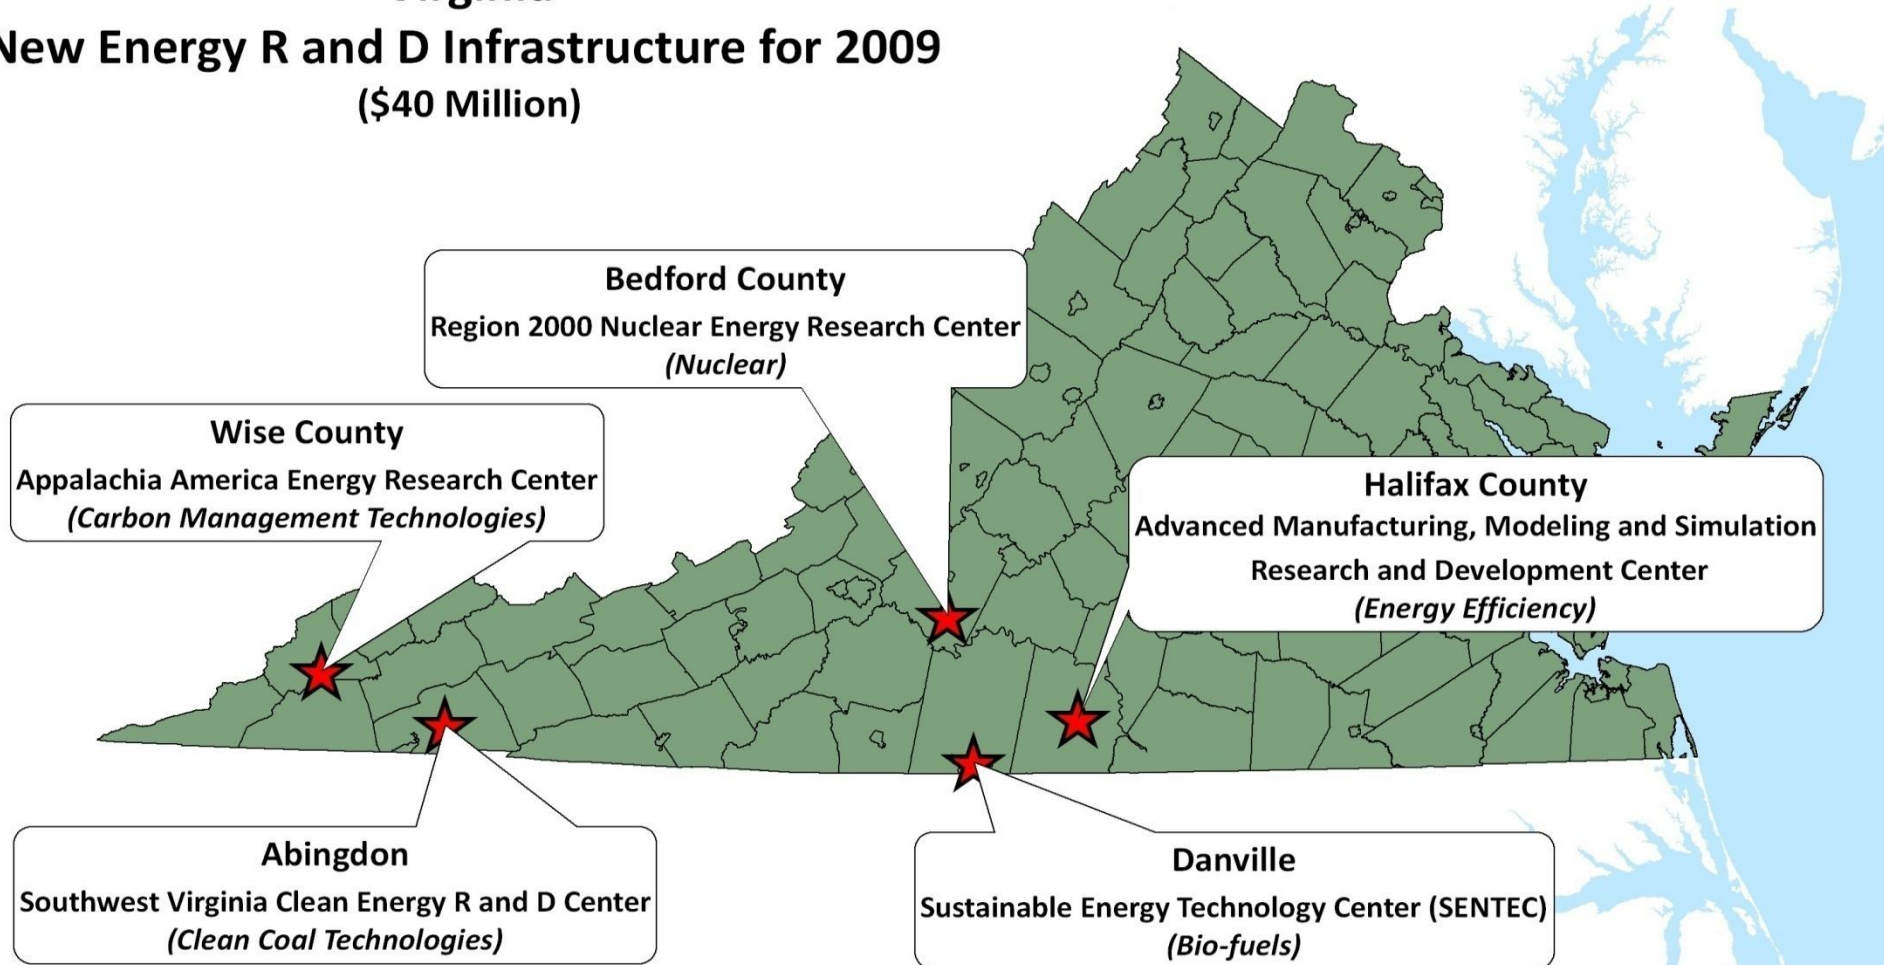 Virginia
New Energy R and D Infrastructure for 2009
($40 Million)
Bedford County
Region 2000 Nuclear Energy Research Center
(Nuclear)
Wise County
Appalachia America Energy Research Center
(Carbon Management Technologies)
Halifax County
Advanced Manufacturing, Modeling and Simulation
Research and Development Center
(Energy Efficiency)
Abingdon
Southwest Virginia Clean Energy R and D Center
(Clean Coal Technologies)
Danville
Sustainable Energy Technology Center (SENTEC)
(Bio-fuels)